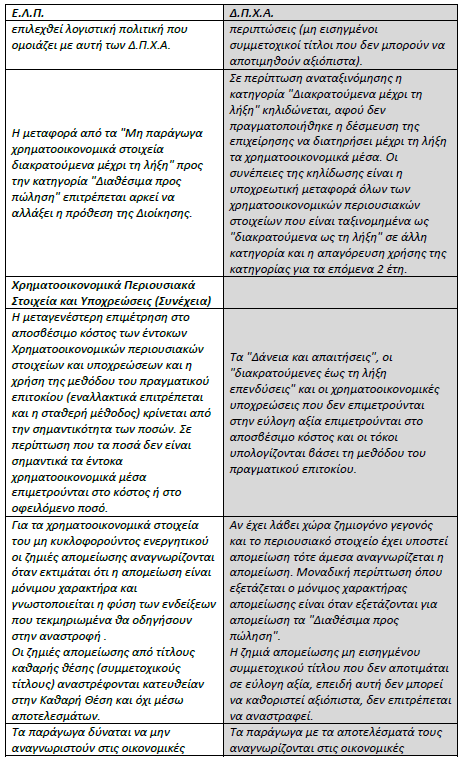 Ε.Λ.Π.
Δ.Π.Χ.Α.
επιλεχθεί λογιστική πολιτική που
ομοιάζει με αυτή των Δ.Π.Χ.Α.
περιπτώσεις (μη εισηγμένοι
συμμετοχικοί τίτλοι που δεν μπορούν να
αποτιμηθούν αξιόπιστα).
Η μεταφορά από τα "Μη παράγωγα
χρηματοοικονομικά στοιχεία
διακρατούμενα μέχρι τη λήξη" προς
την κατηγορία "Διαθέσιμα προς
πώληση" επιτρέπεται αρκεί να
αλλάξει η πρόθεση της Διοίκησης.
Σε περίπτωση αναταξινόμησης η
κατηγορία "Διακρατούμενα μέχρι τη
λήξη" κηλιδώνεται, αφού δεν
πραγματοποιήθηκε η δέσμευση της
επιχείρησης να διατηρήσει μέχρι τη λήξη
τα χρηματοοικονομικά μέσα. Οι
συνέπειες της κηλίδωσης είναι η
υποχρεωτική μεταφορά όλων των
χρηματοοικονομικών περιουσιακών
στοιχείων που είναι ταξινομημένα ως
"διακρατούμενα ως τη λήξη" σε άλλη
κατηγορία και η απαγόρευση χρήσης της
κατηγορίας για τα επόμενα 2 έτη.
Χρηματοοικονομικά Περιουσιακά
Στοιχεία και Υποχρεώσεις (Συνέχεια)
Η μεταγενέστερη επιμέτρηση στο
αποσβέσιμο κόστος των έντοκων
Χρηματοοικονομικών περιουσιακών
στοιχείων και υποχρεώσεων και η
χρήση της μεθόδου του πραγματικού
επιτοκίου (εναλλακτικά επιτρέπεται
και η σταθερή μέθοδος) κρίνεται από
την σημαντικότητα των ποσών. Σε
περίπτωση που τα ποσά δεν είναι
σημαντικά τα έντοκα
χρηματοοικονομικά μέσα
επιμετρούνται στο κόστος ή στο
οφειλόμενο ποσό.
Τα "Δάνεια και απαιτήσεις", οι
"διακρατούμενες έως τη λήξη
επενδύσεις" και οι χρηματοοικονομικές
υποχρεώσεις που δεν επιμετρούνται
στην εύλογη αξία επιμετρούνται στο
αποσβέσιμο κόστος και οι τόκοι
υπολογίζονται βάσει τη μεθόδου του
πραγματικού επιτοκίου.
Για τα χρηματοοικονομικά στοιχεία
του μη κυκλοφορούντος ενεργητικού
οι ζημιές απομείωσης αναγνωρίζονται
όταν εκτιμάται ότι η απομείωση είναι
μόνιμου χαρακτήρα και
γνωστοποιείται η φύση των ενδείξεων
που τεκμηριωμένα θα οδηγήσουν
στην αναστροφή .
Οι ζημιές απομείωσης από τίτλους
καθαρής θέσης (συμμετοχικούς
τίτλους) αναστρέφονται κατευθείαν
στην Καθαρή Θέση και όχι μέσω
αποτελεσμάτων.
Αν έχει λάβει χώρα ζημιογόνο γεγονός
και το περιουσιακό στοιχείο έχει υποστεί
απομείωση τότε άμεσα αναγνωρίζεται η
απομείωση. Μοναδική περίπτωση όπου
εξετάζεται ο μόνιμος χαρακτήρας
απομείωσης είναι όταν εξετάζονται για
απομείωση τα "Διαθέσιμα προς
πώληση".
Η ζημιά απομείωσης μη εισηγμένου
συμμετοχικού τίτλου που δεν αποτιμάται
σε εύλογη αξία, επειδή αυτή δεν μπορεί
να καθοριστεί αξιόπιστα, δεν επιτρέπεται
να αναστραφεί.
Τα παράγωγα δύναται να μην
αναγνωριστούν στις οικονομικές
Τα παράγωγα με τα αποτελέσματά τους
αναγνωρίζονται στις οικονομικές